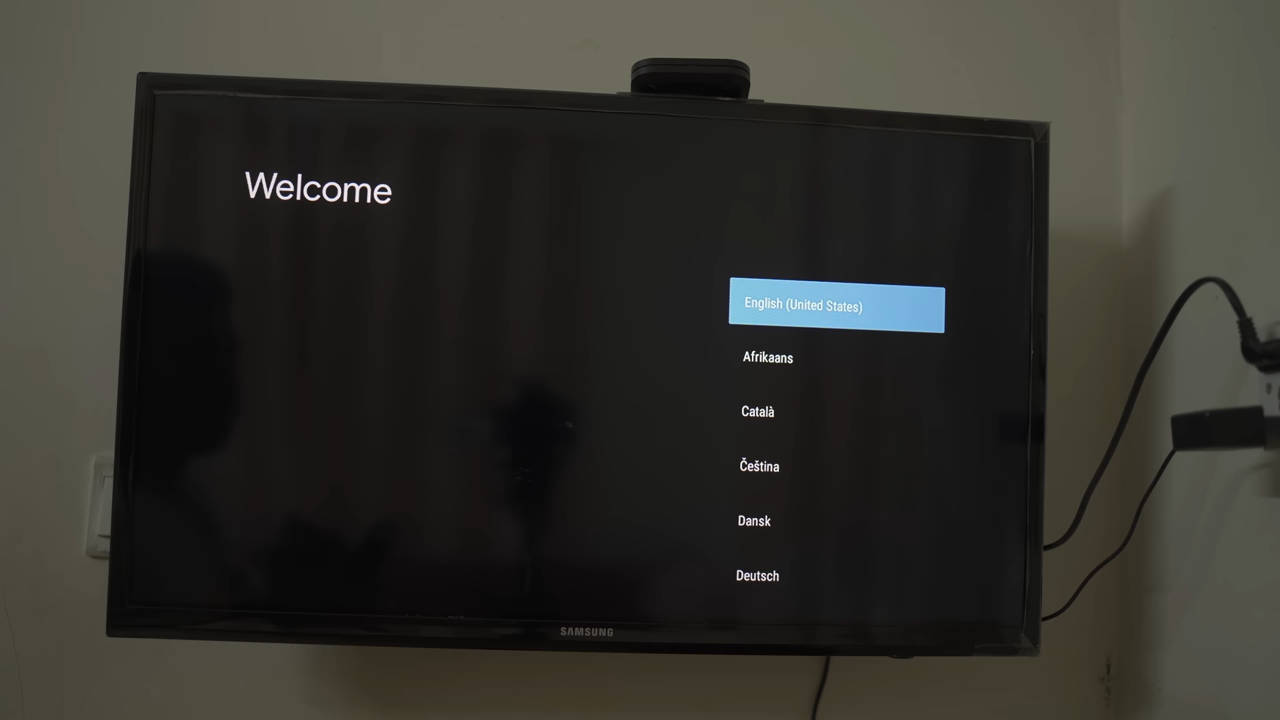 Welcome
English (United States)
Afrikaans
Català
Čeština
Dansk
Deutsch
SAMSUNG